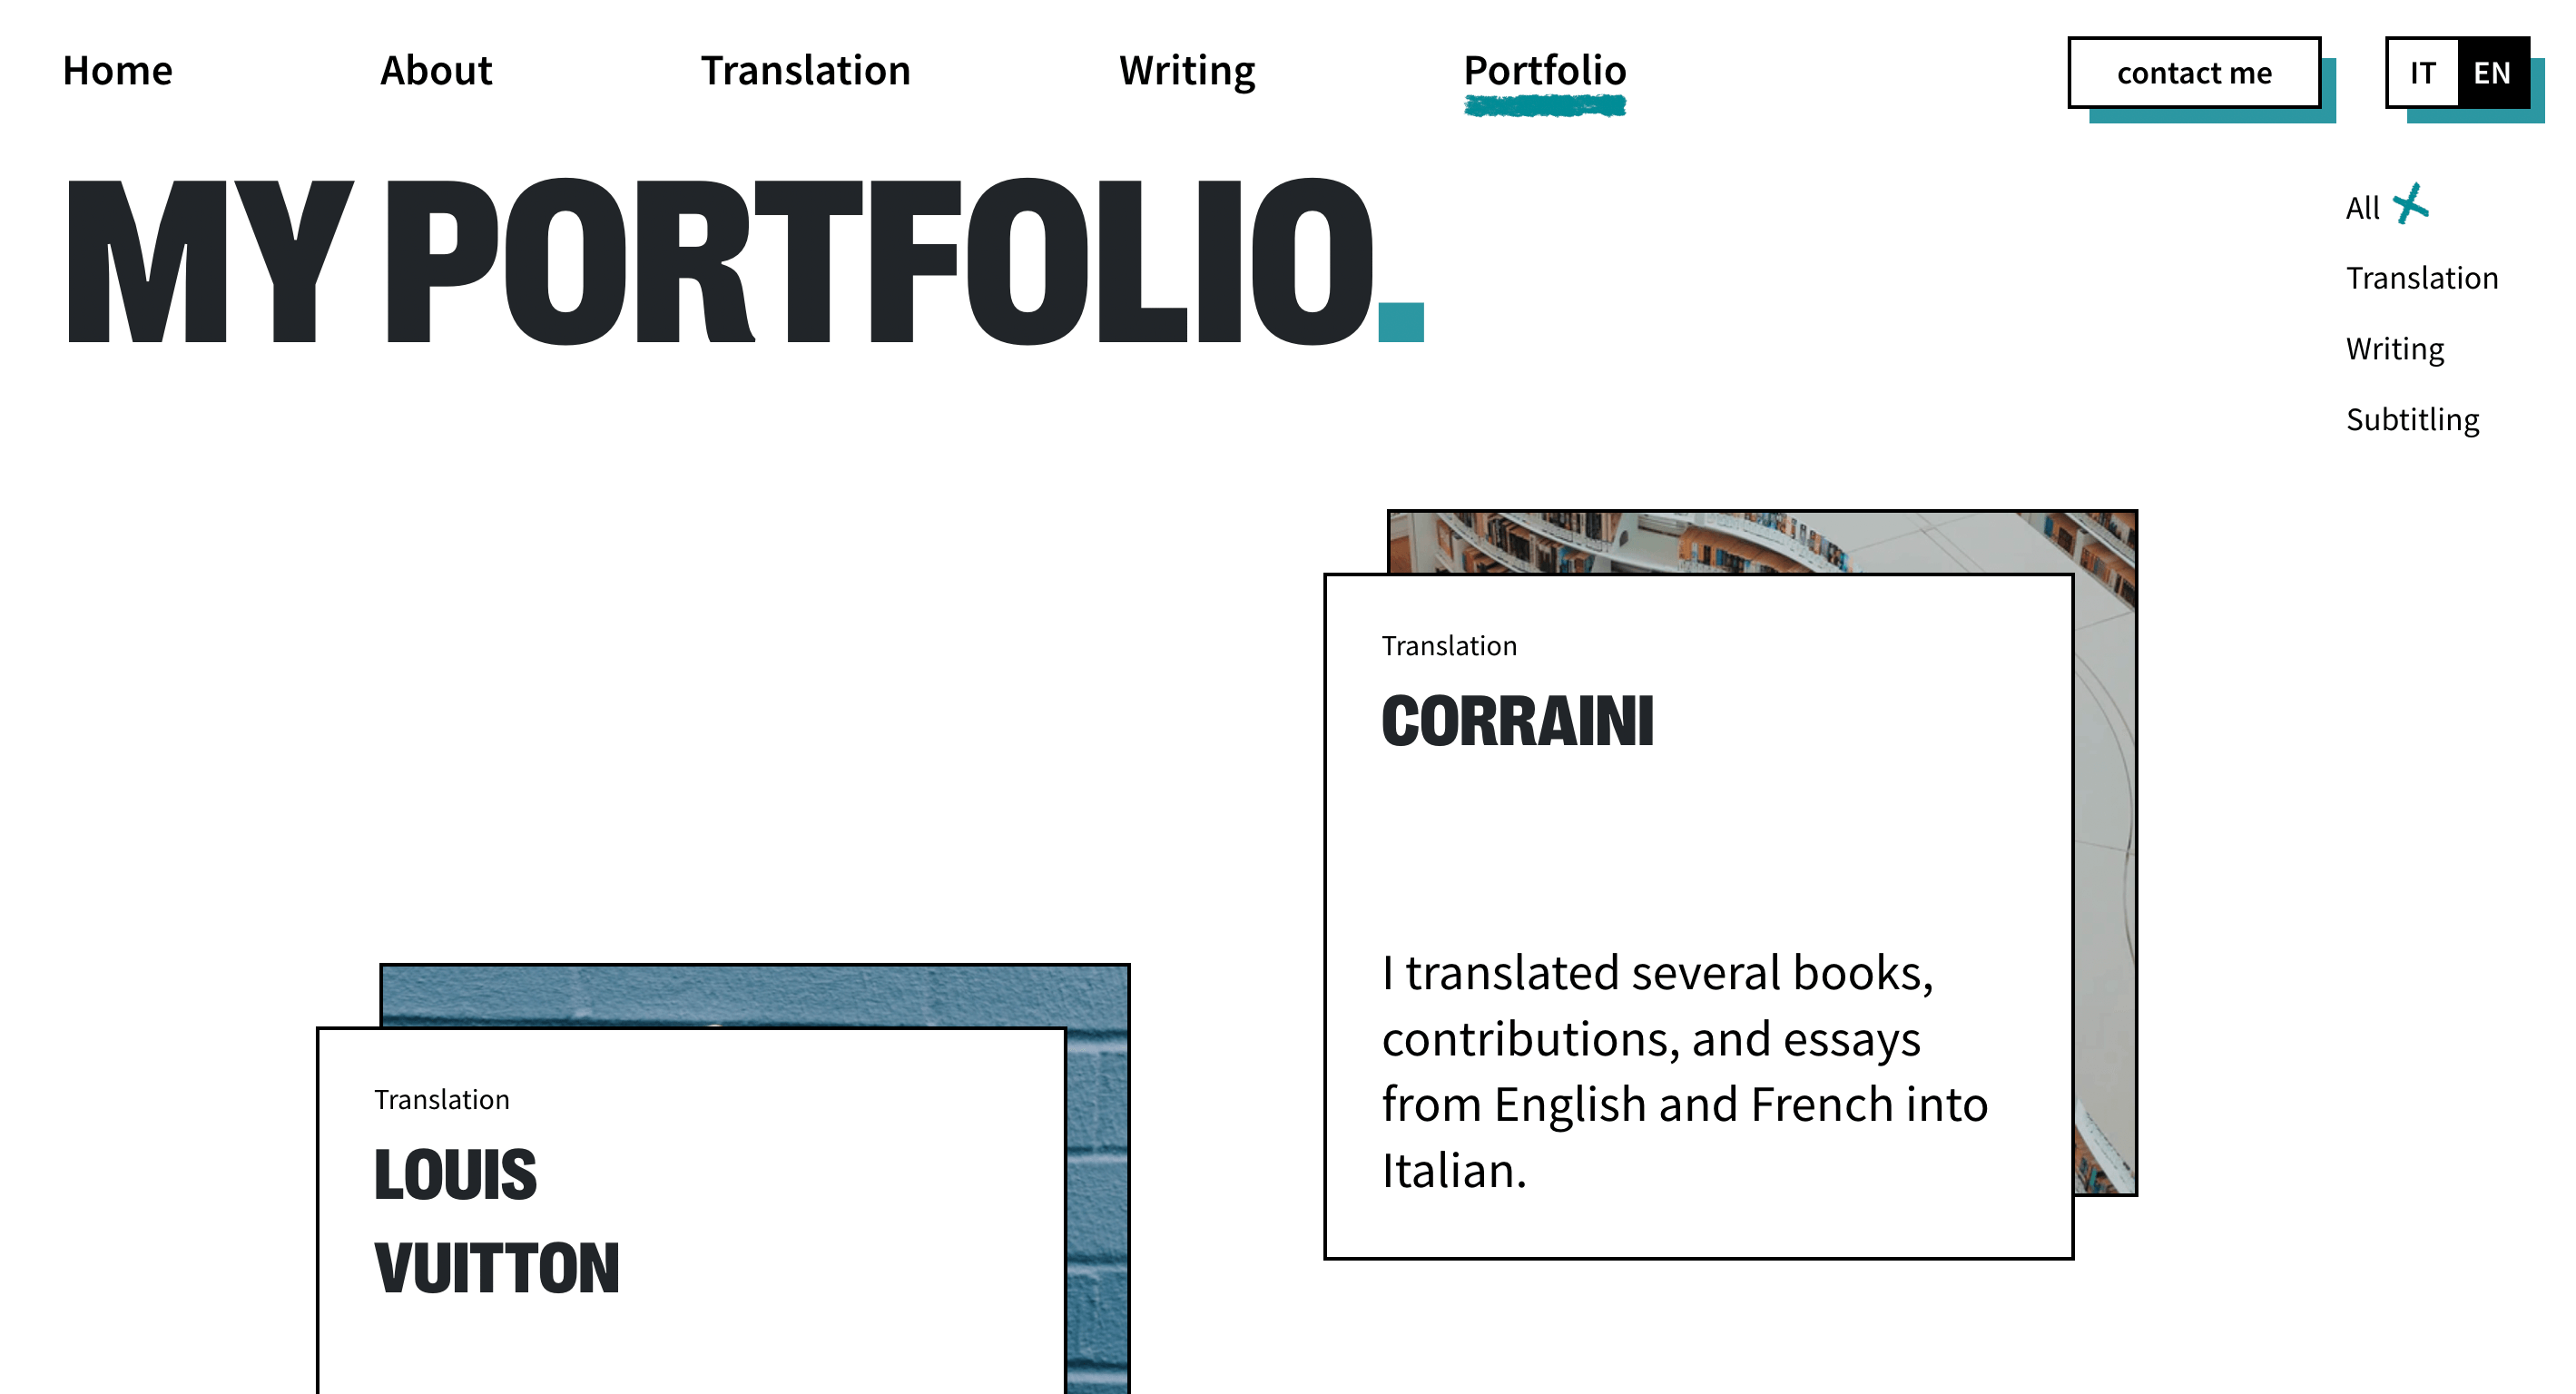 Home
About
Translation
Writing
Portfolio
contact me
IT
EN
MY PORTFOLIO.
All
Translation
Writing
Subtitling
Translation
CORRAINI
I translated several books,
contributions, and essays
from English and French into
Italian.
Translation
LOUIS
VUITTON